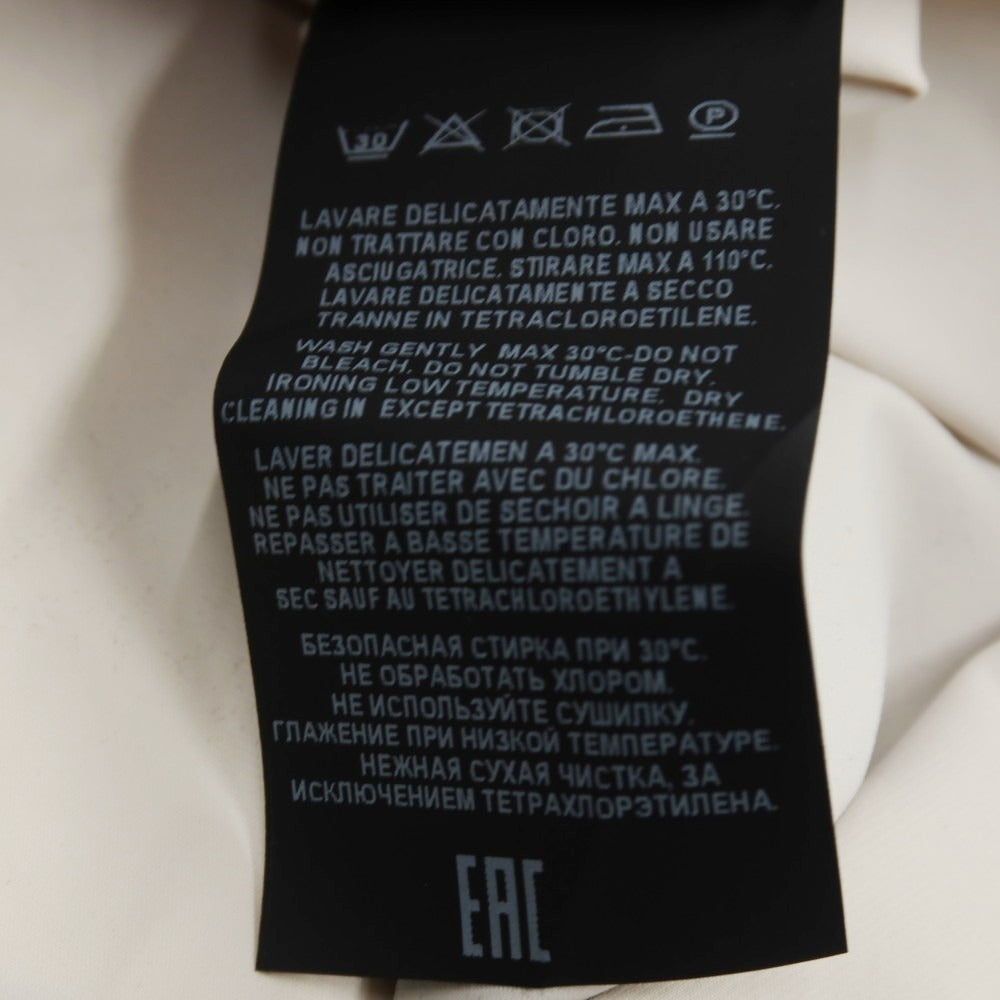 30 P
LAVARE DELICATAMENTE MAX A 30°C.
NON TRATTARE CON CLORO. NON USARE
ASCIUGATRICE. STIRARE MAX A 110°C.
LAVARE DELICATAMENTE A SECCO
TRANNE IN TETRACLOROETILENE.
WASH GENTLY MAX 30°C-DO NOT
BLEACH. DO NOT TUMBLE DRY.
IRONING LOW TEMPERATURE. DRY
CLEANING IN EXCEPT TETRACHLOROETHENE.
LAVER DELICATEMEN A 30°C MAX.
NE PAS TRAITER AVEC DU CHLORE.
NE PAS UTILISER DE SECHOIR A LINGE.
REPASSER A BASSE TEMPERATURE DE
NETTOYER DELICATEMENT A
SEC SAUF AU TETRACHLOROETHYLENE.
БЕЗОПАСНАЯ СТИРКА ПРИ 30°C.
НЕ ОБРАБОТАТЬ ХЛОРОМ.
НЕ ИСПОЛЬЗУЙТЕ СУШИЛКУ.
ГЛАЖЕНИЕ ПРИ НИЗКОЙ ТЕМПЕРАТУРЕ.
НЕЖНАЯ СУХАЯ ЧИСТКА, ЗА
ИСКЛЮЧЕНИЕМ ТЕТРАХЛОРЭТИЛЕНА.
EAC